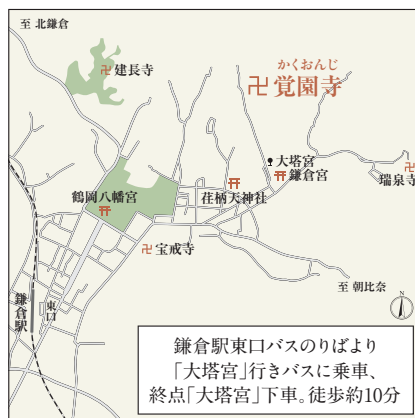 至 北鎌倉
卍建長寺
かくおんじ
卍覚園寺
大塔宮
鎌倉宮
瑞泉寺
卍
鶴岡八幡宮
荏柄天神社
卍宝戒寺
至 朝比奈
鎌倉駅
東口
N
鎌倉駅東口バスのりばより
「大塔宮」行きバスに乗車、
終点「大塔宮」下車。徒歩約10分